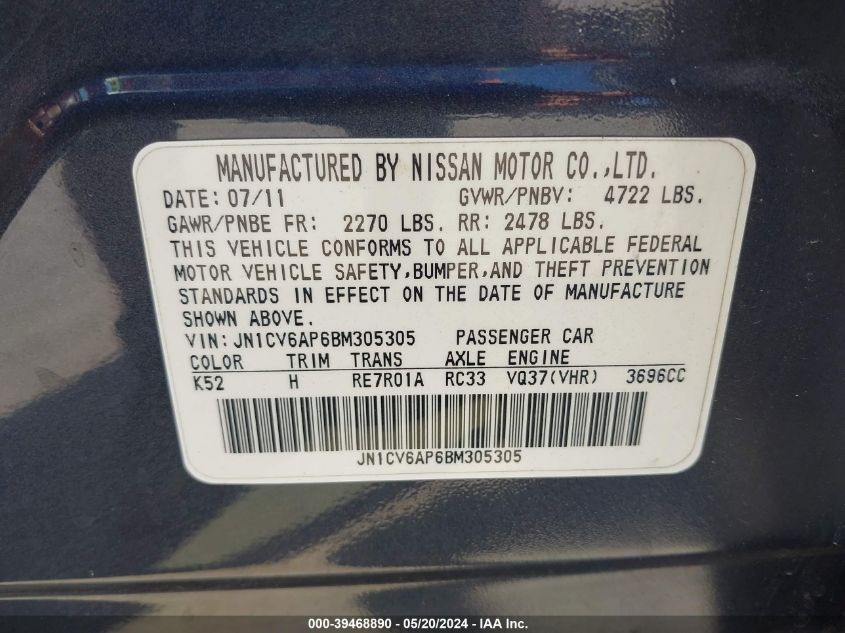 MANUFACTURED BY NISSAN MOTOR CO.,LTD.
DATE: 07/11 GVWR/PNBV: 4722 LBS.
GAWR/PNBE FR: 2270 LBS. RR: 2478 LBS.
THIS VEHICLE CONFORMS TO ALL APPLICABLE FEDERAL
MOTOR VEHICLE SAFETY,BUMPER,AND THEFT PREVENTION
STANDARDS IN EFFECT ON THE DATE OF MANUFACTURE
SHOWN ABOVE.
VIN: JN1CV6AP6BM305305 PASSENGER CAR
COLOR TRIM TRANS AXLE ENGINE
K52 H RE7R01A RC33 VQ37(VHR) 3696CC
JN1CV6AP6BM305305
000-39468890 — 05/20/2024 — IAA Inc.